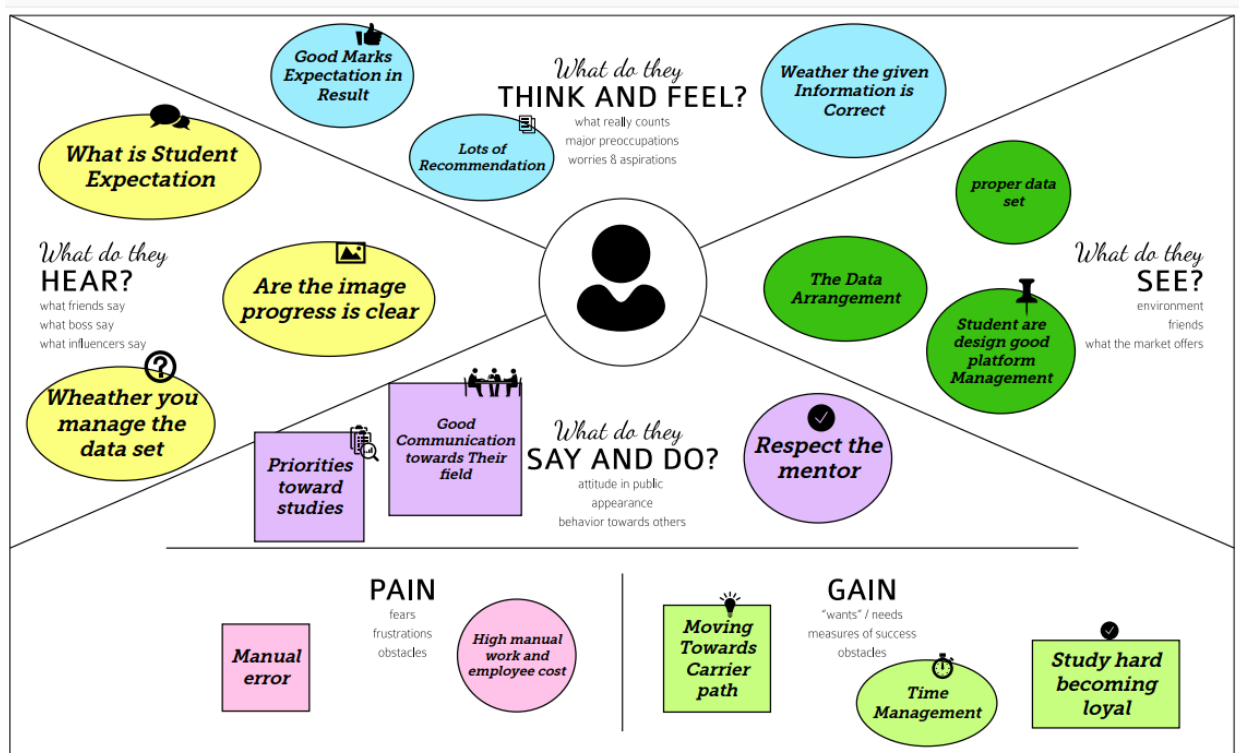 What do they
THINK AND FEEL?
what really counts
major preoccupations
worries & aspirations
Good Marks
Expectation in
Result
Lots of
Recommendation
Weather the given
Information is
Correct
What do they
HEAR?
what friends say
what boss say
what influencers say
What is Student
Expectation
Are the image
progress is clear
Wheather you
manage the
data set
What do they
SEE?
environment
friends
what the market offers
proper data
set
The Data
Arrangement
Student are
design good
platform
Management
What do they
SAY AND DO?
attitude in public
appearance
behavior towards others
Priorities
toward
studies
Good
Communication
towards Their
field
Respect the
mentor
PAIN
fears
frustrations
obstacles
Manual
error
High manual
work and
employee cost
GAIN
"wants" / needs
measures of success
obstacles
Moving
Towards
Carrier
path
Time
Management
Study hard
becoming
loyal